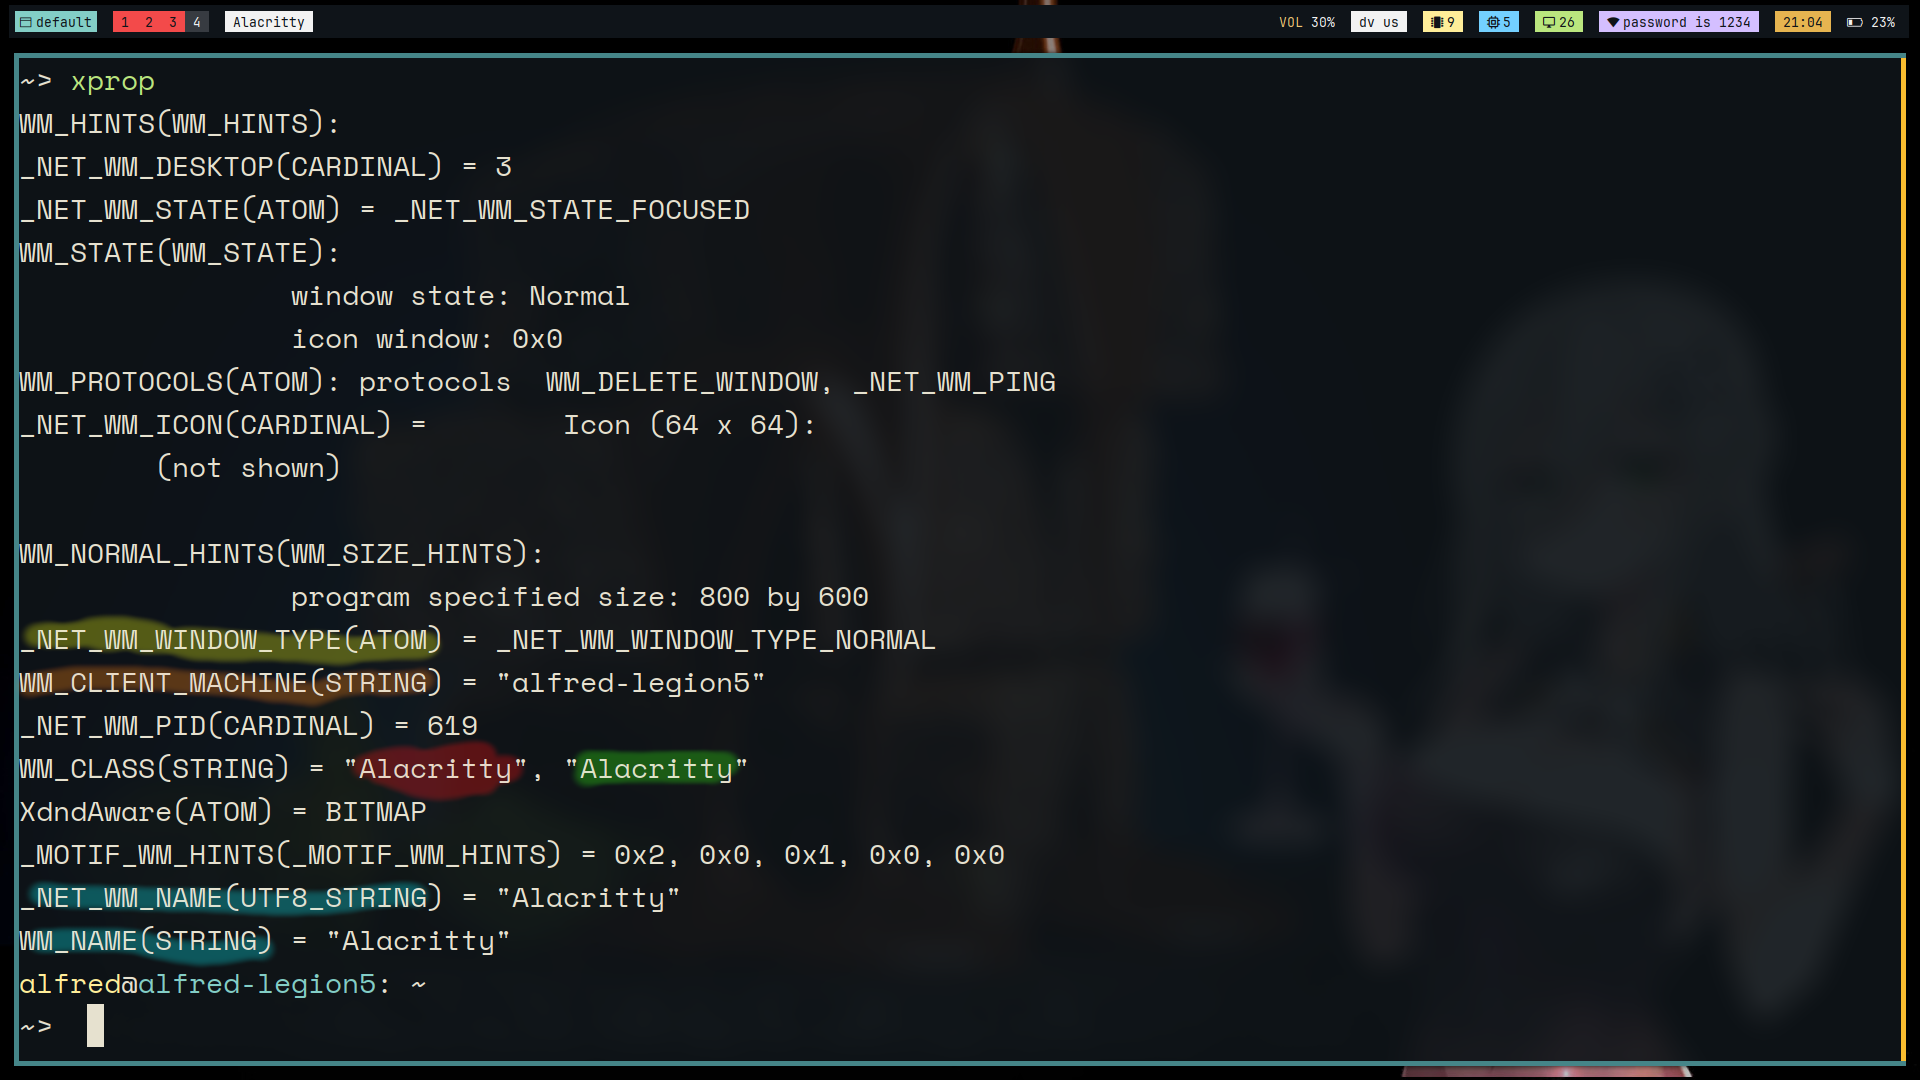 default 1 2 3 4 Alacritty VOL 30% dv us 9 5 26 password is 1234 21:04 23%
~> xprop
WM_HINTS(WM_HINTS):
_NET_WM_DESKTOP(CARDINAL) = 3
_NET_WM_STATE(ATOM) = _NET_WM_STATE_FOCUSED
WM_STATE(WM_STATE):
window state: Normal
icon window: 0x0
WM_PROTOCOLS(ATOM): protocols  WM_DELETE_WINDOW, _NET_WM_PING
_NET_WM_ICON(CARDINAL) =        Icon (64 x 64):
(not shown)
WM_NORMAL_HINTS(WM_SIZE_HINTS):
program specified size: 800 by 600
_NET_WM_WINDOW_TYPE(ATOM) = _NET_WM_WINDOW_TYPE_NORMAL
WM_CLIENT_MACHINE(STRING) = "alfred-legion5"
_NET_WM_PID(CARDINAL) = 619
WM_CLASS(STRING) = "Alacritty", "Alacritty"
XdndAware(ATOM) = BITMAP
_MOTIF_WM_HINTS(_MOTIF_WM_HINTS) = 0x2, 0x0, 0x1, 0x0, 0x0
_NET_WM_NAME(UTF8_STRING) = "Alacritty"
WM_NAME(STRING) = "Alacritty"
alfred@alfred-legion5: ~
~>